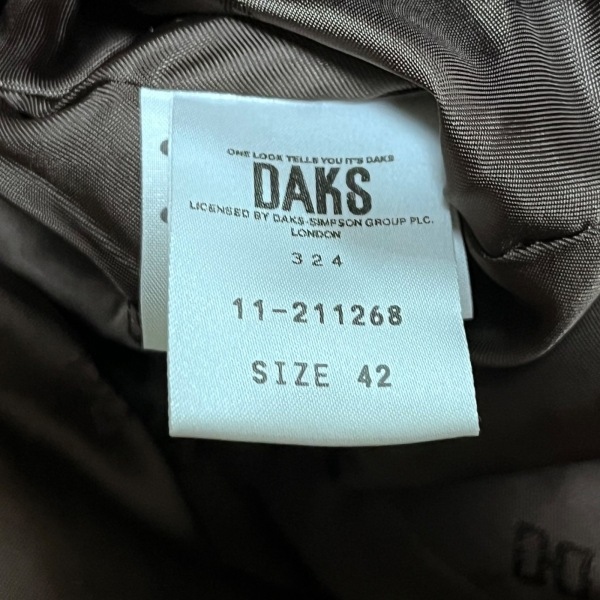 ONE LOOK TELLS YOU IT'S DAKS
DAKS
LICENSED BY DAKS-SIMPSON GROUP PLC.
LONDON
324
11-211268
SIZE 42